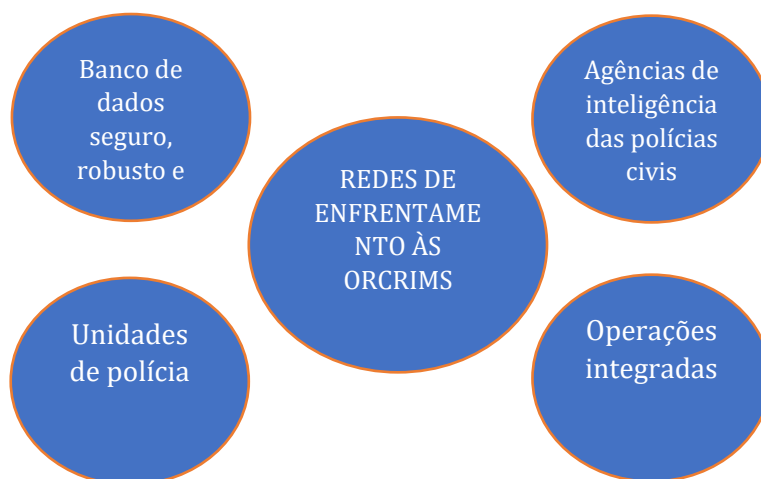 Banco de
dados
seguro,
robusto e
Agências de
inteligência
das polícias
civis
REDES DE
ENFRENTAME
NTO ÀS
ORCRIMS
Unidades
de polícia
Operações
integradas